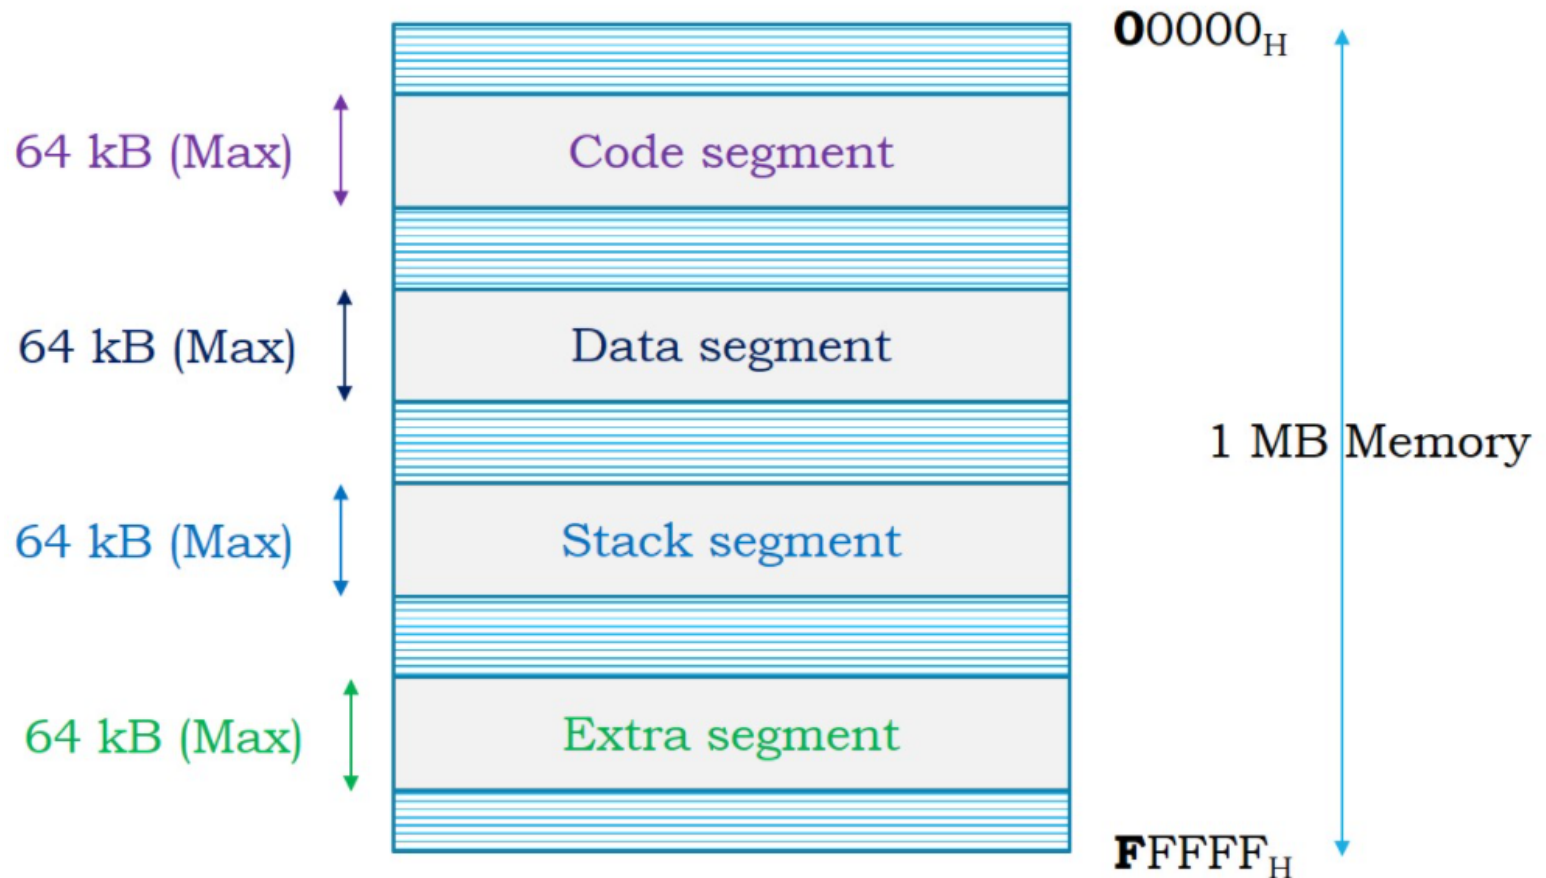 00000H
64 kB (Max)
Code segment
64 kB (Max)
Data segment
1 MB Memory
64 kB (Max)
Stack segment
64 kB (Max)
Extra segment
FFFFFH